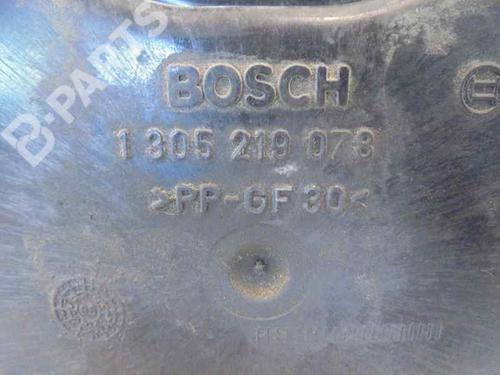 B-PARTS
BOSCH
1 305 219 078
>PP-GF 30<